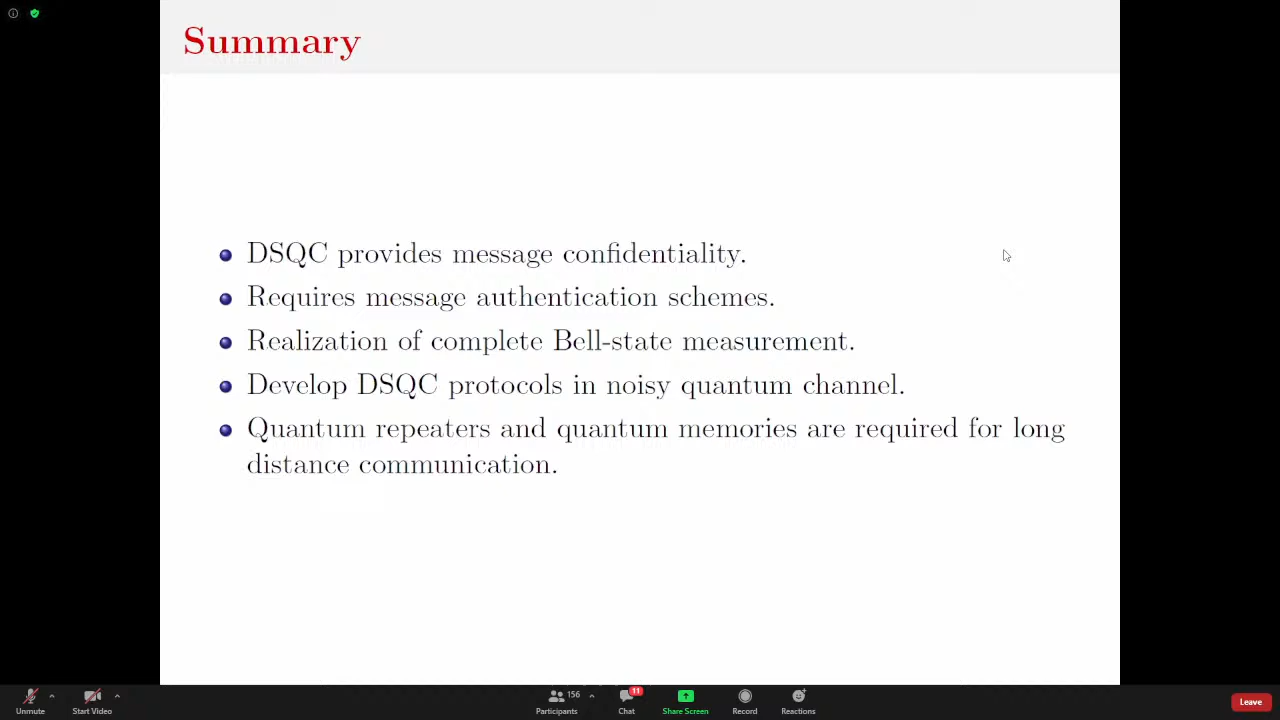 Summary
DSQC provides message confidentiality.
Requires message authentication schemes.
Realization of complete Bell-state measurement.
Develop DSQC protocols in noisy quantum channel.
Quantum repeaters and quantum memories are required for long
distance communication.
Unmute
Start Video
156
Participants
11
Chat
Share Screen
Record
Reactions
Leave